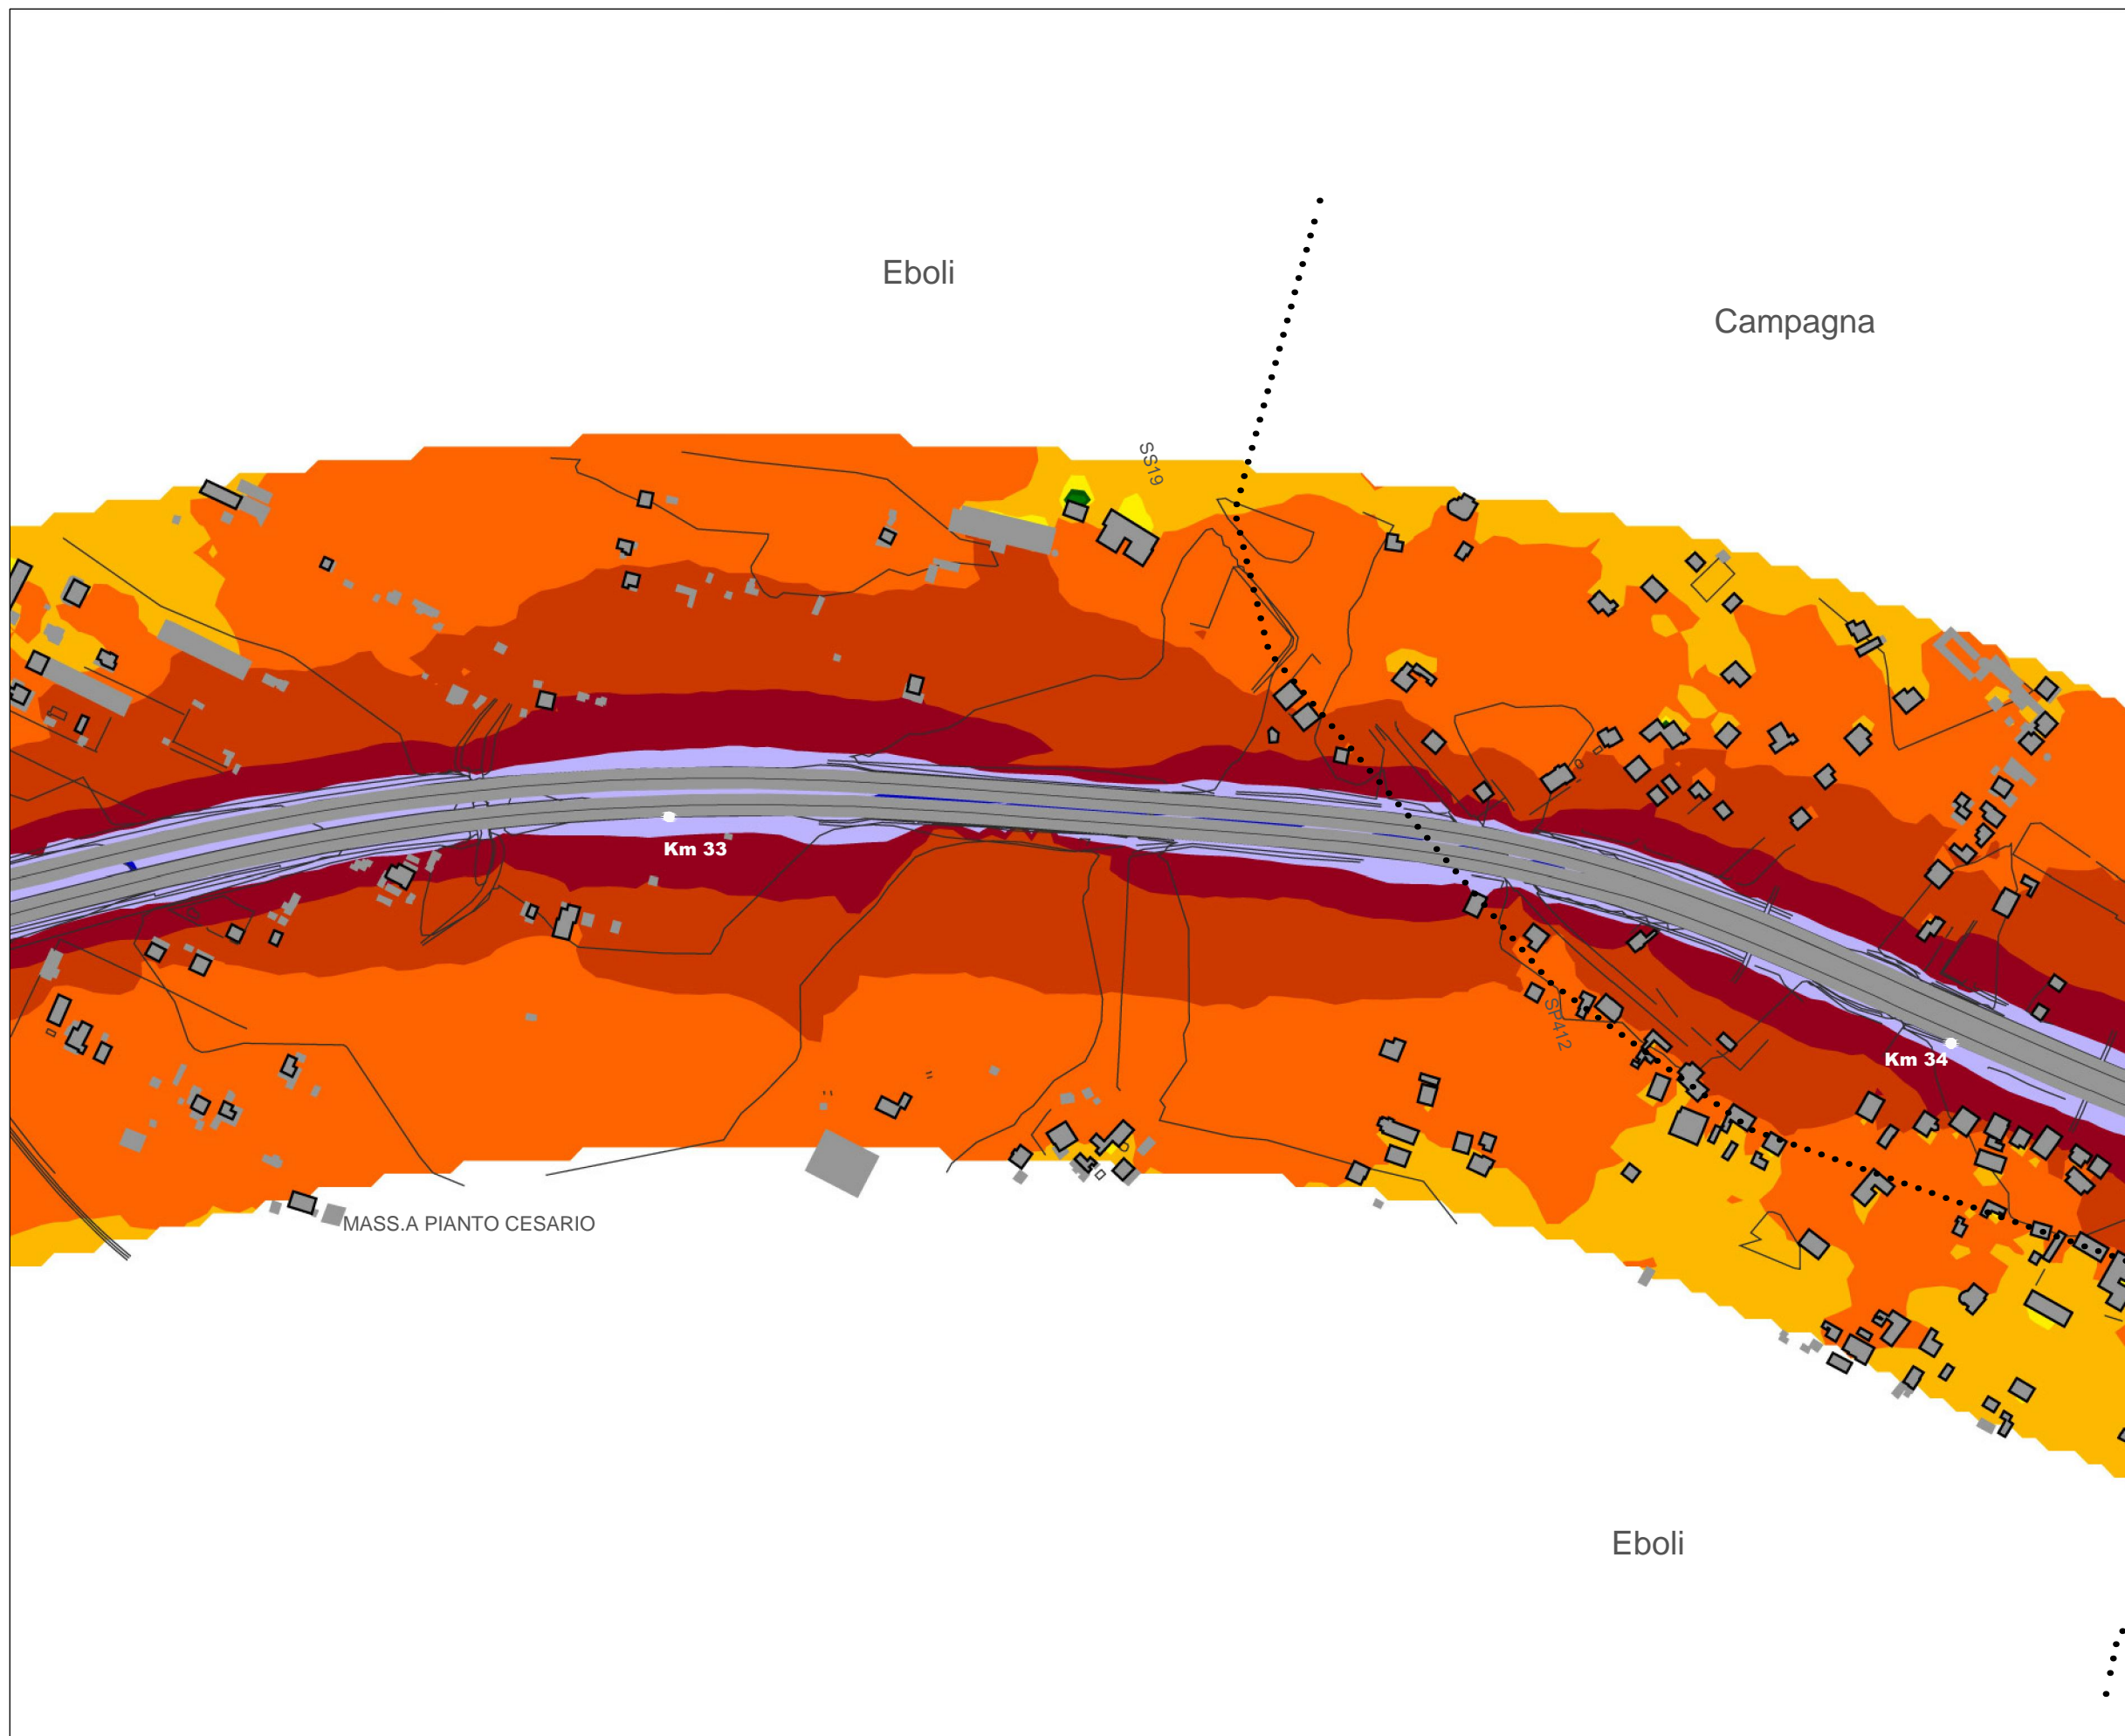 Eboli
Campagna
SS19
Km 33
SP412
Km 34
MASS.A PIANTO CESARIO
Eboli